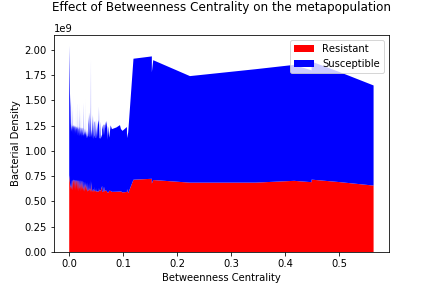 Effect of Betweenness Centrality on the metapopulation
1e9
Resistant
Susceptible
2.00
1.75
1.50
1.25
1.00
0.75
0.50
0.25
0.00
Bacterial Density
0.0 0.1 0.2 0.3 0.4 0.5
Betweenness Centrality